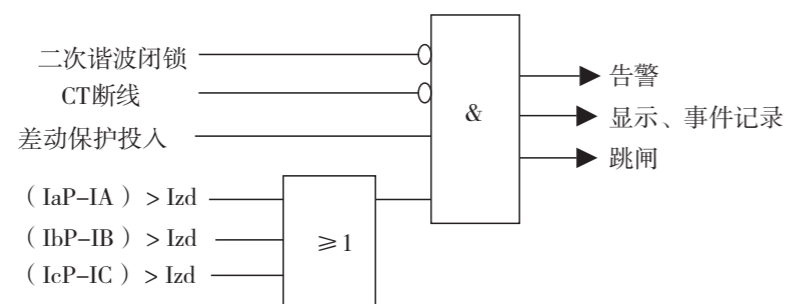 二次谐波闭锁
CT断线
差动保护投入
(IaP-IA) > Izd
(IbP-IB) > Izd
(IcP-IC) > Izd
≥1
&
告警
显示、事件记录
跳闸